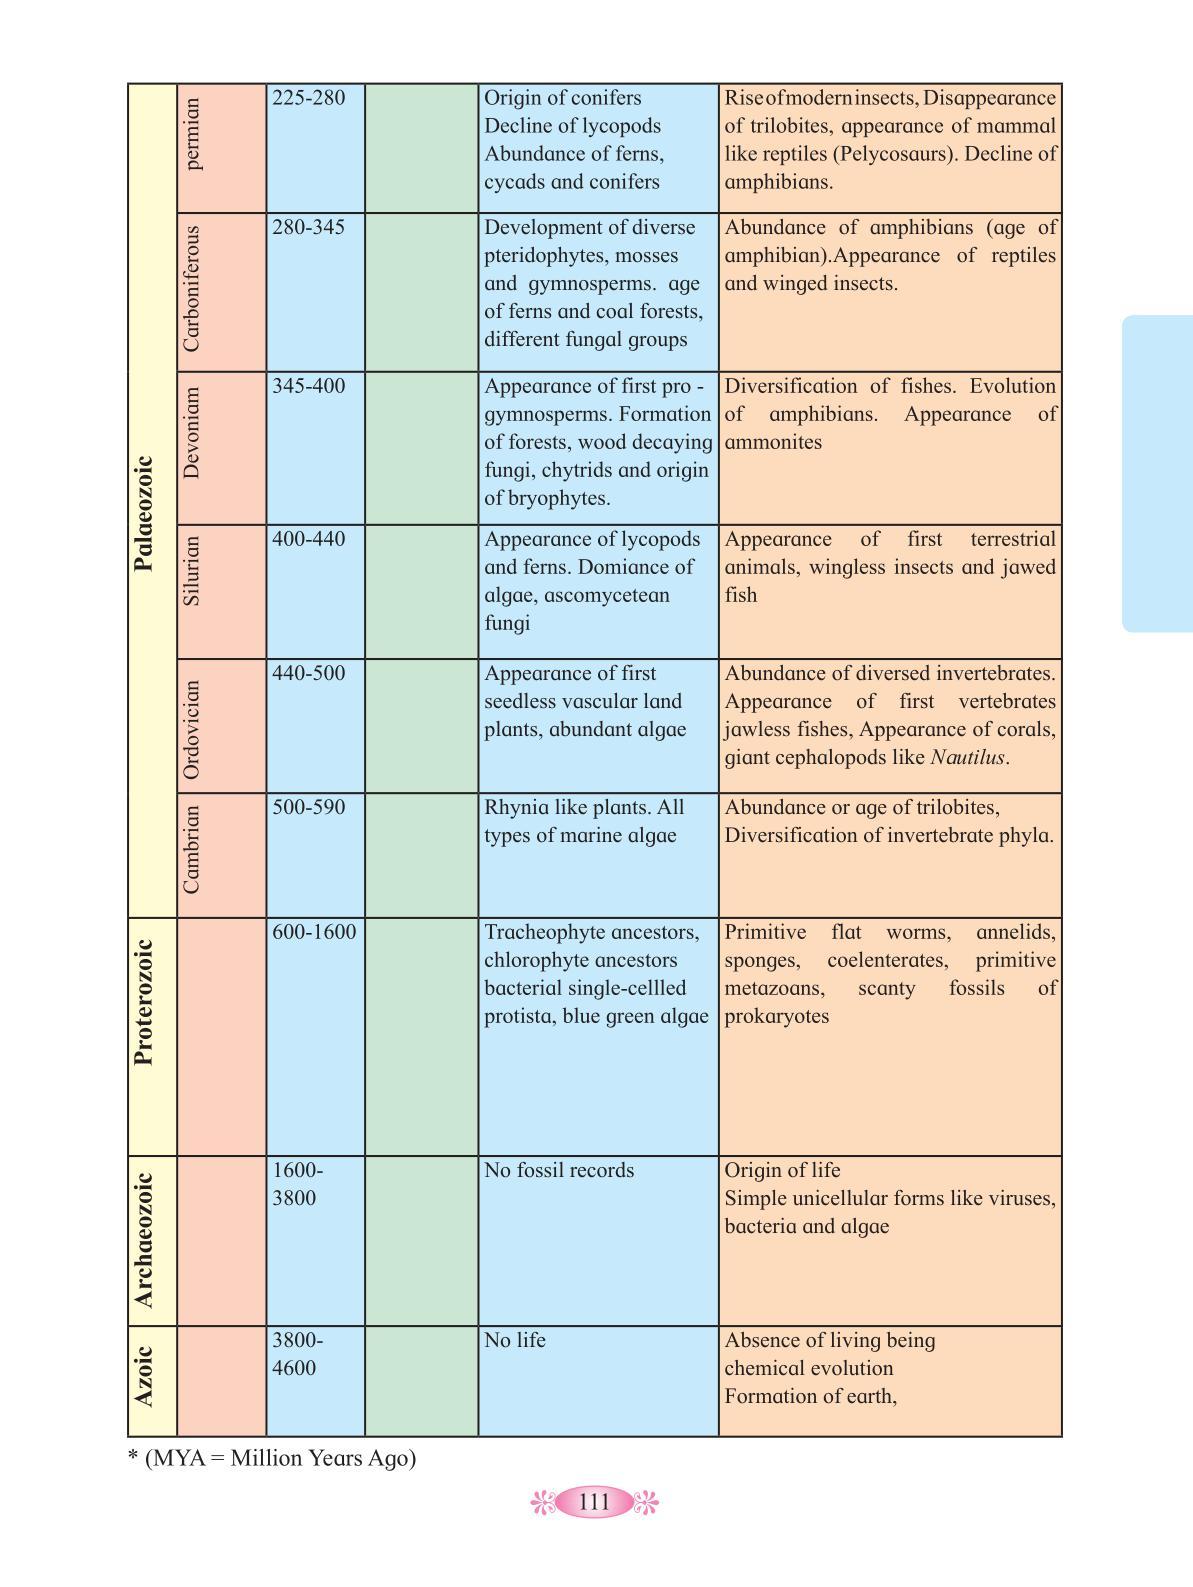 Palaeozoic
permian
225-280
Origin of conifers
Decline of lycopods
Abundance of ferns,
cycads and conifers
Rise of modern insects, Disappearance
of trilobites, appearance of mammal
like reptiles (Pelycosaurs). Decline of
amphibians.
Carboniferous
280-345
Development of diverse
pteridophytes, mosses
and gymnosperms. age
of ferns and coal forests,
different fungal groups
Abundance of amphibians (age of
amphibian).Appearance of reptiles
and winged insects.
Devoniam
345-400
Appearance of first pro -
gymnosperms. Formation
of forests, wood decaying
fungi, chytrids and origin
of bryophytes.
Diversification of fishes. Evolution
of amphibians. Appearance of
ammonites
Silurian
400-440
Appearance of lycopods
and ferns. Domiance of
algae, ascomycetean
fungi
Appearance of first terrestrial
animals, wingless insects and jawed
fish
Ordovician
440-500
Appearance of first
seedless vascular land
plants, abundant algae
Abundance of diversed invertebrates.
Appearance of first vertebrates
jawless fishes, Appearance of corals,
giant cephalopods like Nautilus.
Cambrian
500-590
Rhynia like plants. All
types of marine algae
Abundance or age of trilobites,
Diversification of invertebrate phyla.
Proterozoic
600-1600
Tracheophyte ancestors,
chlorophyte ancestors
bacterial single-cellled
protista, blue green algae
Primitive flat worms, annelids,
sponges, coelenterates, primitive
metazoans, scanty fossils of
prokaryotes
Archaeozoic
1600-
3800
No fossil records
Origin of life
Simple unicellular forms like viruses,
bacteria and algae
Azoic
3800-
4600
No life
Absence of living being
chemical evolution
Formation of earth,
* (MYA = Million Years Ago)
111